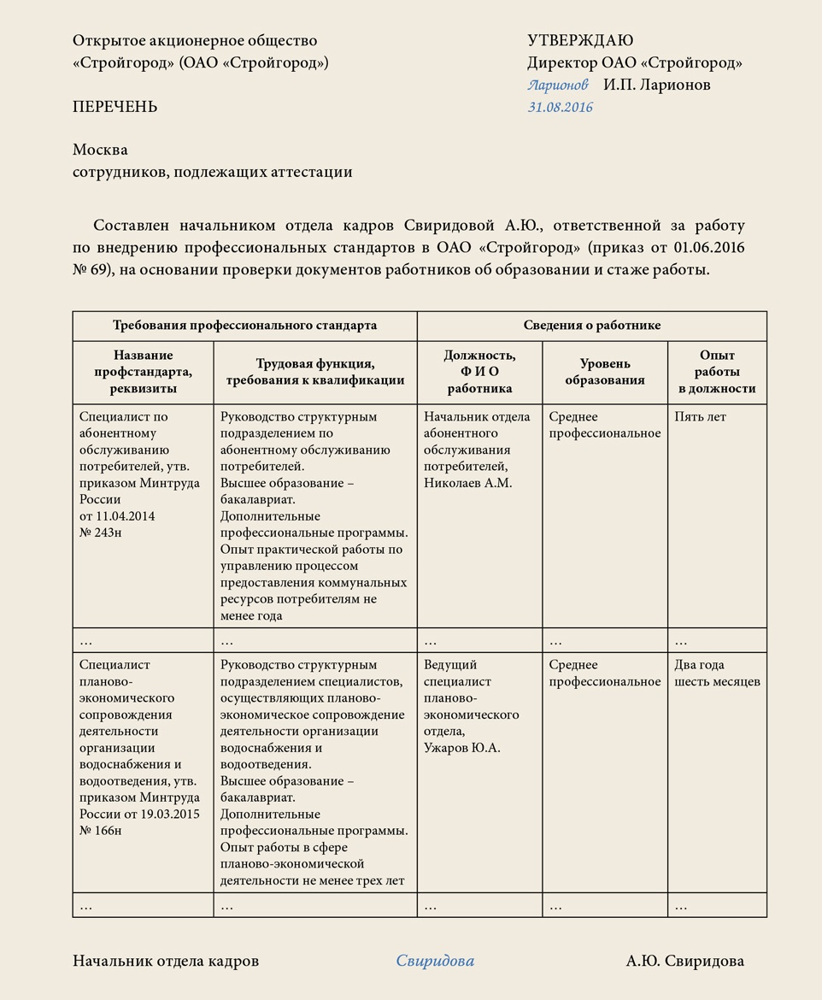 Открытое акционерное общество
«Стройгород» (ОАО «Стройгород»)
УТВЕРЖДАЮ
Директор ОАО «Стройгород»
Ларионов И.П. Ларионов
31.08.2016
ПЕРЕЧЕНЬ
Москва
сотрудников, подлежащих аттестации
Составлен начальником отдела кадров Свиридовой А.Ю., ответственной за работу
по внедрению профессиональных стандартов в ОАО «Стройгород» (приказ от 01.06.2016
№ 69), на основании проверки документов работников об образовании и стаже работы.
Требования профессионального стандарта
Сведения о работнике
Название
профстандарта,
реквизиты
Трудовая функция,
требования к квалификации
Должность,
Ф И О
работника
Уровень
образования
Опыт
работы
в должности
Специалист по
абонентному
обслуживанию
потребителей, утв.
приказом Минтруда
России
от 11.04.2014
№ 243н
Руководство структурным
подразделением по
абонентному обслуживанию
потребителей.
Высшее образование –
бакалавриат.
Дополнительные
профессиональные программы.
Опыт практической работы по
управлению процессом
предоставления коммунальных
ресурсов потребителям не
менее года
Начальник отдела
абонентного
обслуживания
потребителей,
Николаев А.М.
Среднее
профессиональное
Пять лет
…
…
…
…
…
Специалист
планово-
экономического
сопровождения
деятельности
организации
водоснабжения и
водоотведения, утв.
приказом Минтруда
России от 19.03.2015
№ 166н
Руководство структурным
подразделением специалистов,
осуществляющих планово-
экономическое сопровождение
деятельности организации
водоснабжения и
водоотведения.
Высшее образование –
бакалавриат.
Дополнительные
профессиональные программы.
Опыт работы в сфере
планово-экономической
деятельности не менее трех лет
Ведущий
специалист
планово-
экономического
отдела,
Ужаров Ю.А.
Среднее
профессиональное
Два года
шесть месяцев
…
…
…
…
…
Начальник отдела кадров Свиридова А.Ю. Свиридова